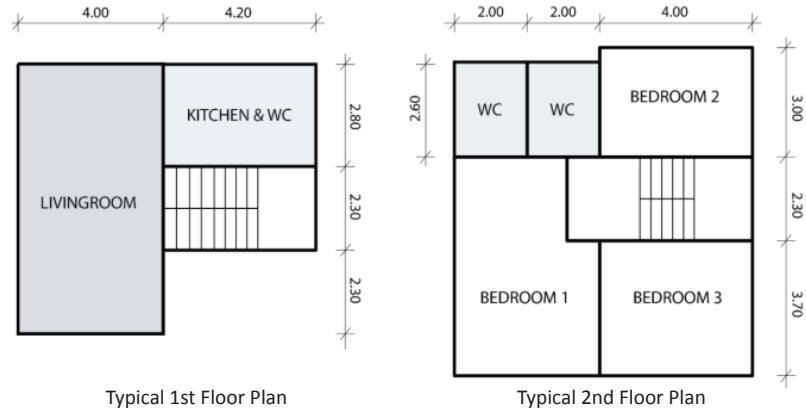 4.00 4.20
KITCHEN & WC
2.80
LIVINGROOM
2.30
2.30
Typical 1st Floor Plan
2.00 2.00 4.00
2.60
WC WC BEDROOM 2
3.00
2.30
BEDROOM 1 BEDROOM 3
3.70
Typical 2nd Floor Plan